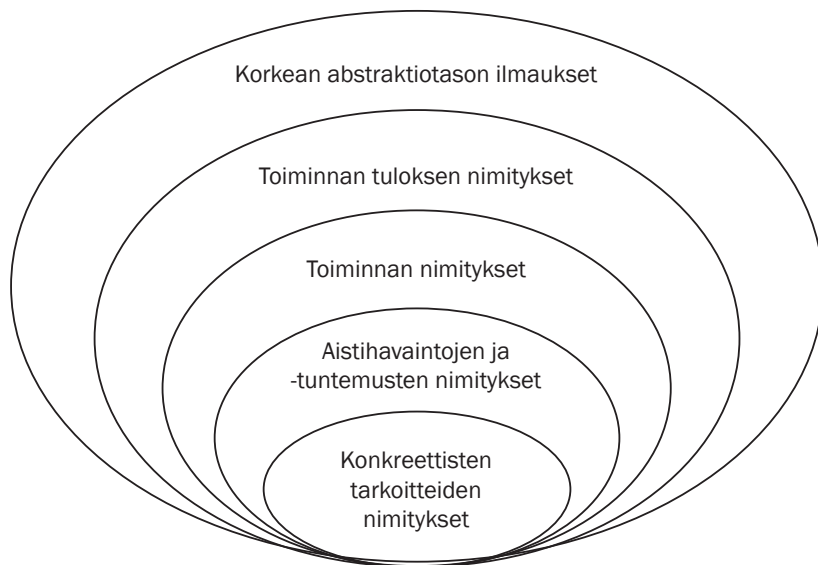 Korkean abstraktiotason ilmaukset
Toiminnan tuloksen nimitykset
Toiminnan nimitykset
Aistihavaintojen ja
-tuntemusten nimitykset
Konkreettisten
tarkoitteiden
nimitykset